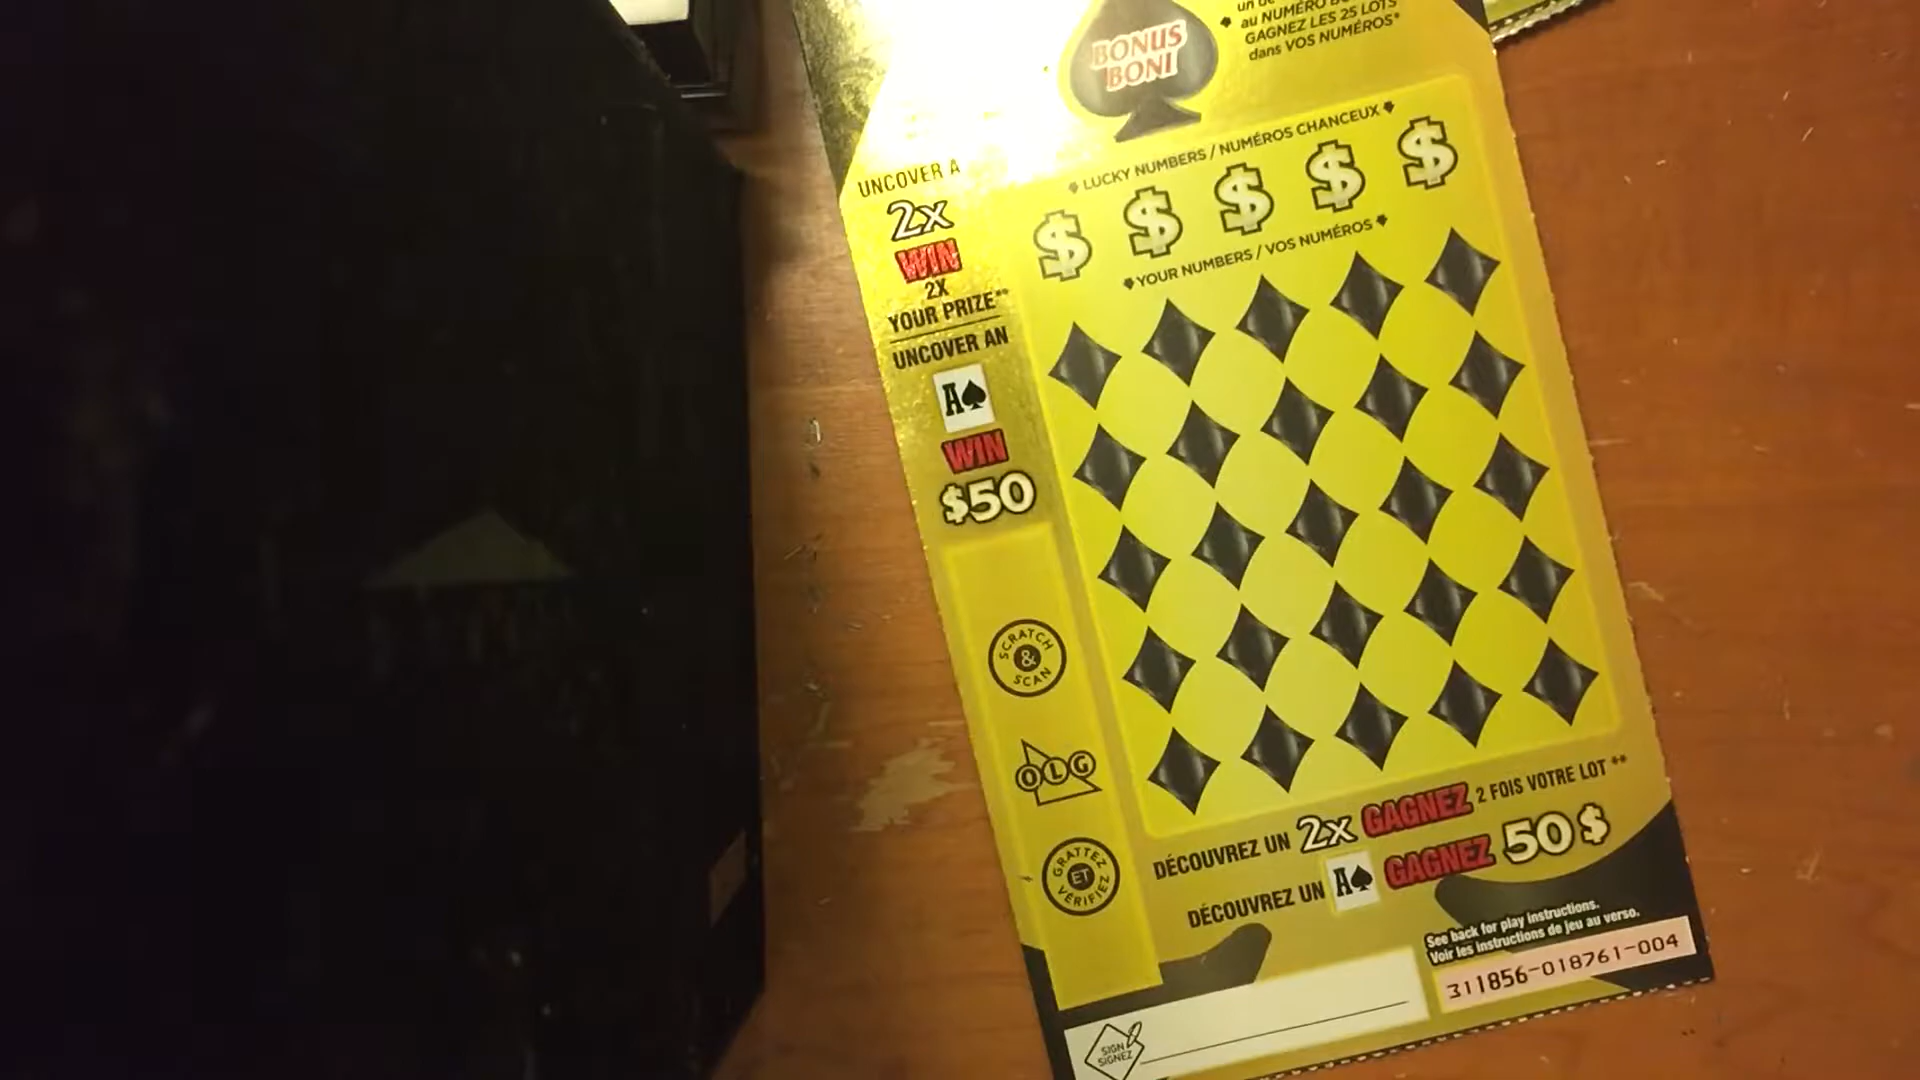 au NUMÉRO
GAGNEZ LES 25 LOTS
dans VOS NUMÉROS*
BONUS
BONI
LUCKY NUMBERS / NUMÉROS CHANCEUX
$ $ $ $ $
YOUR NUMBERS / VOS NUMÉROS
UNCOVER A
2X
WIN
2X
YOUR PRIZE**
UNCOVER AN
A♠
WIN
$50
SCRATCH
&
SCAN
OLG
GRATTEZ
ET
VÉRIFIEZ
DÉCOUVREZ UN 2X GAGNEZ 2 FOIS VOTRE LOT **
DÉCOUVREZ UN A♠ GAGNEZ 50 $
See back for play instructions.
Voir les instructions de jeu au verso.
311856-018761-004
SIGN
SIGNEZ